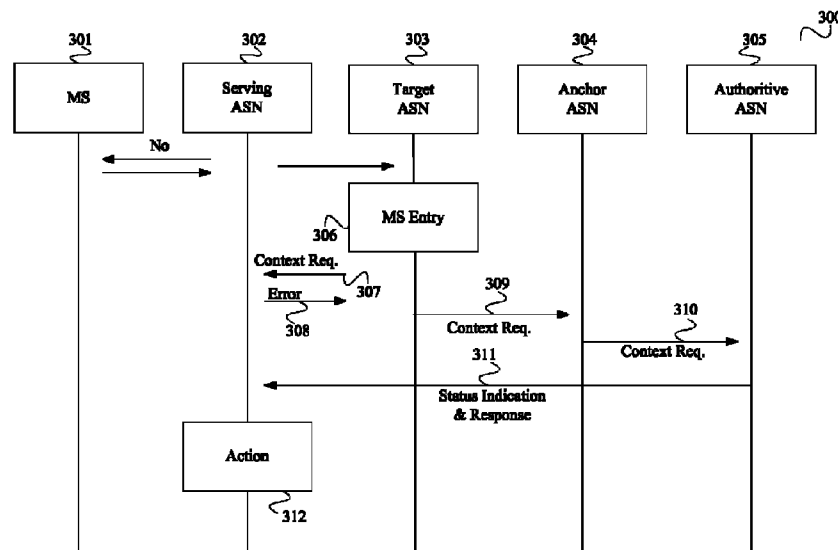 300
301
302
303
304
305
MS
Serving
ASN
Target
ASN
Anchor
ASN
Authoritive
ASN
No
MS Entry
306
Context Req.
307
Error
308
309
Context Req.
310
Context Req.
311
Status Indication
& Response
Action
312